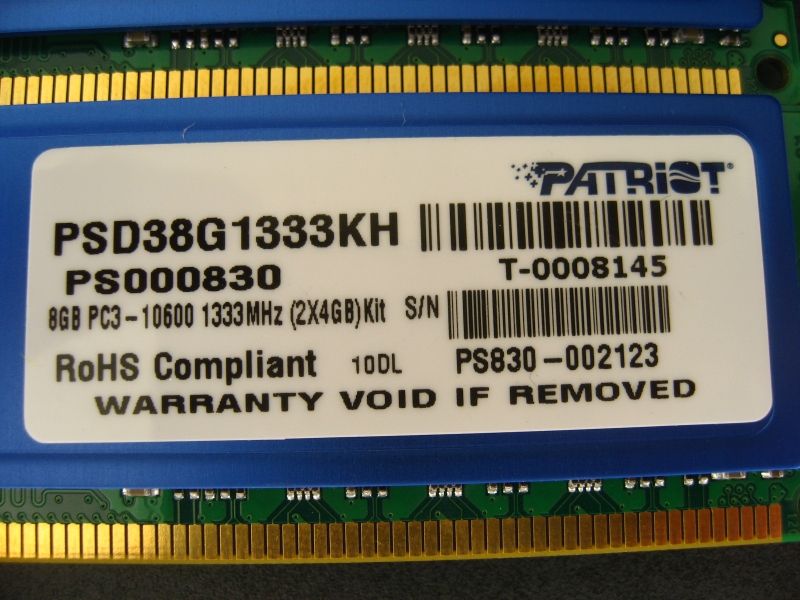 PATRIOT®
PSD38G1333KH
PS000830
T-0008145
8GB PC3-10600 1333MHz (2X4GB)Kit
S/N
RoHS Compliant
10DL
PS830-002123
WARRANTY VOID IF REMOVED